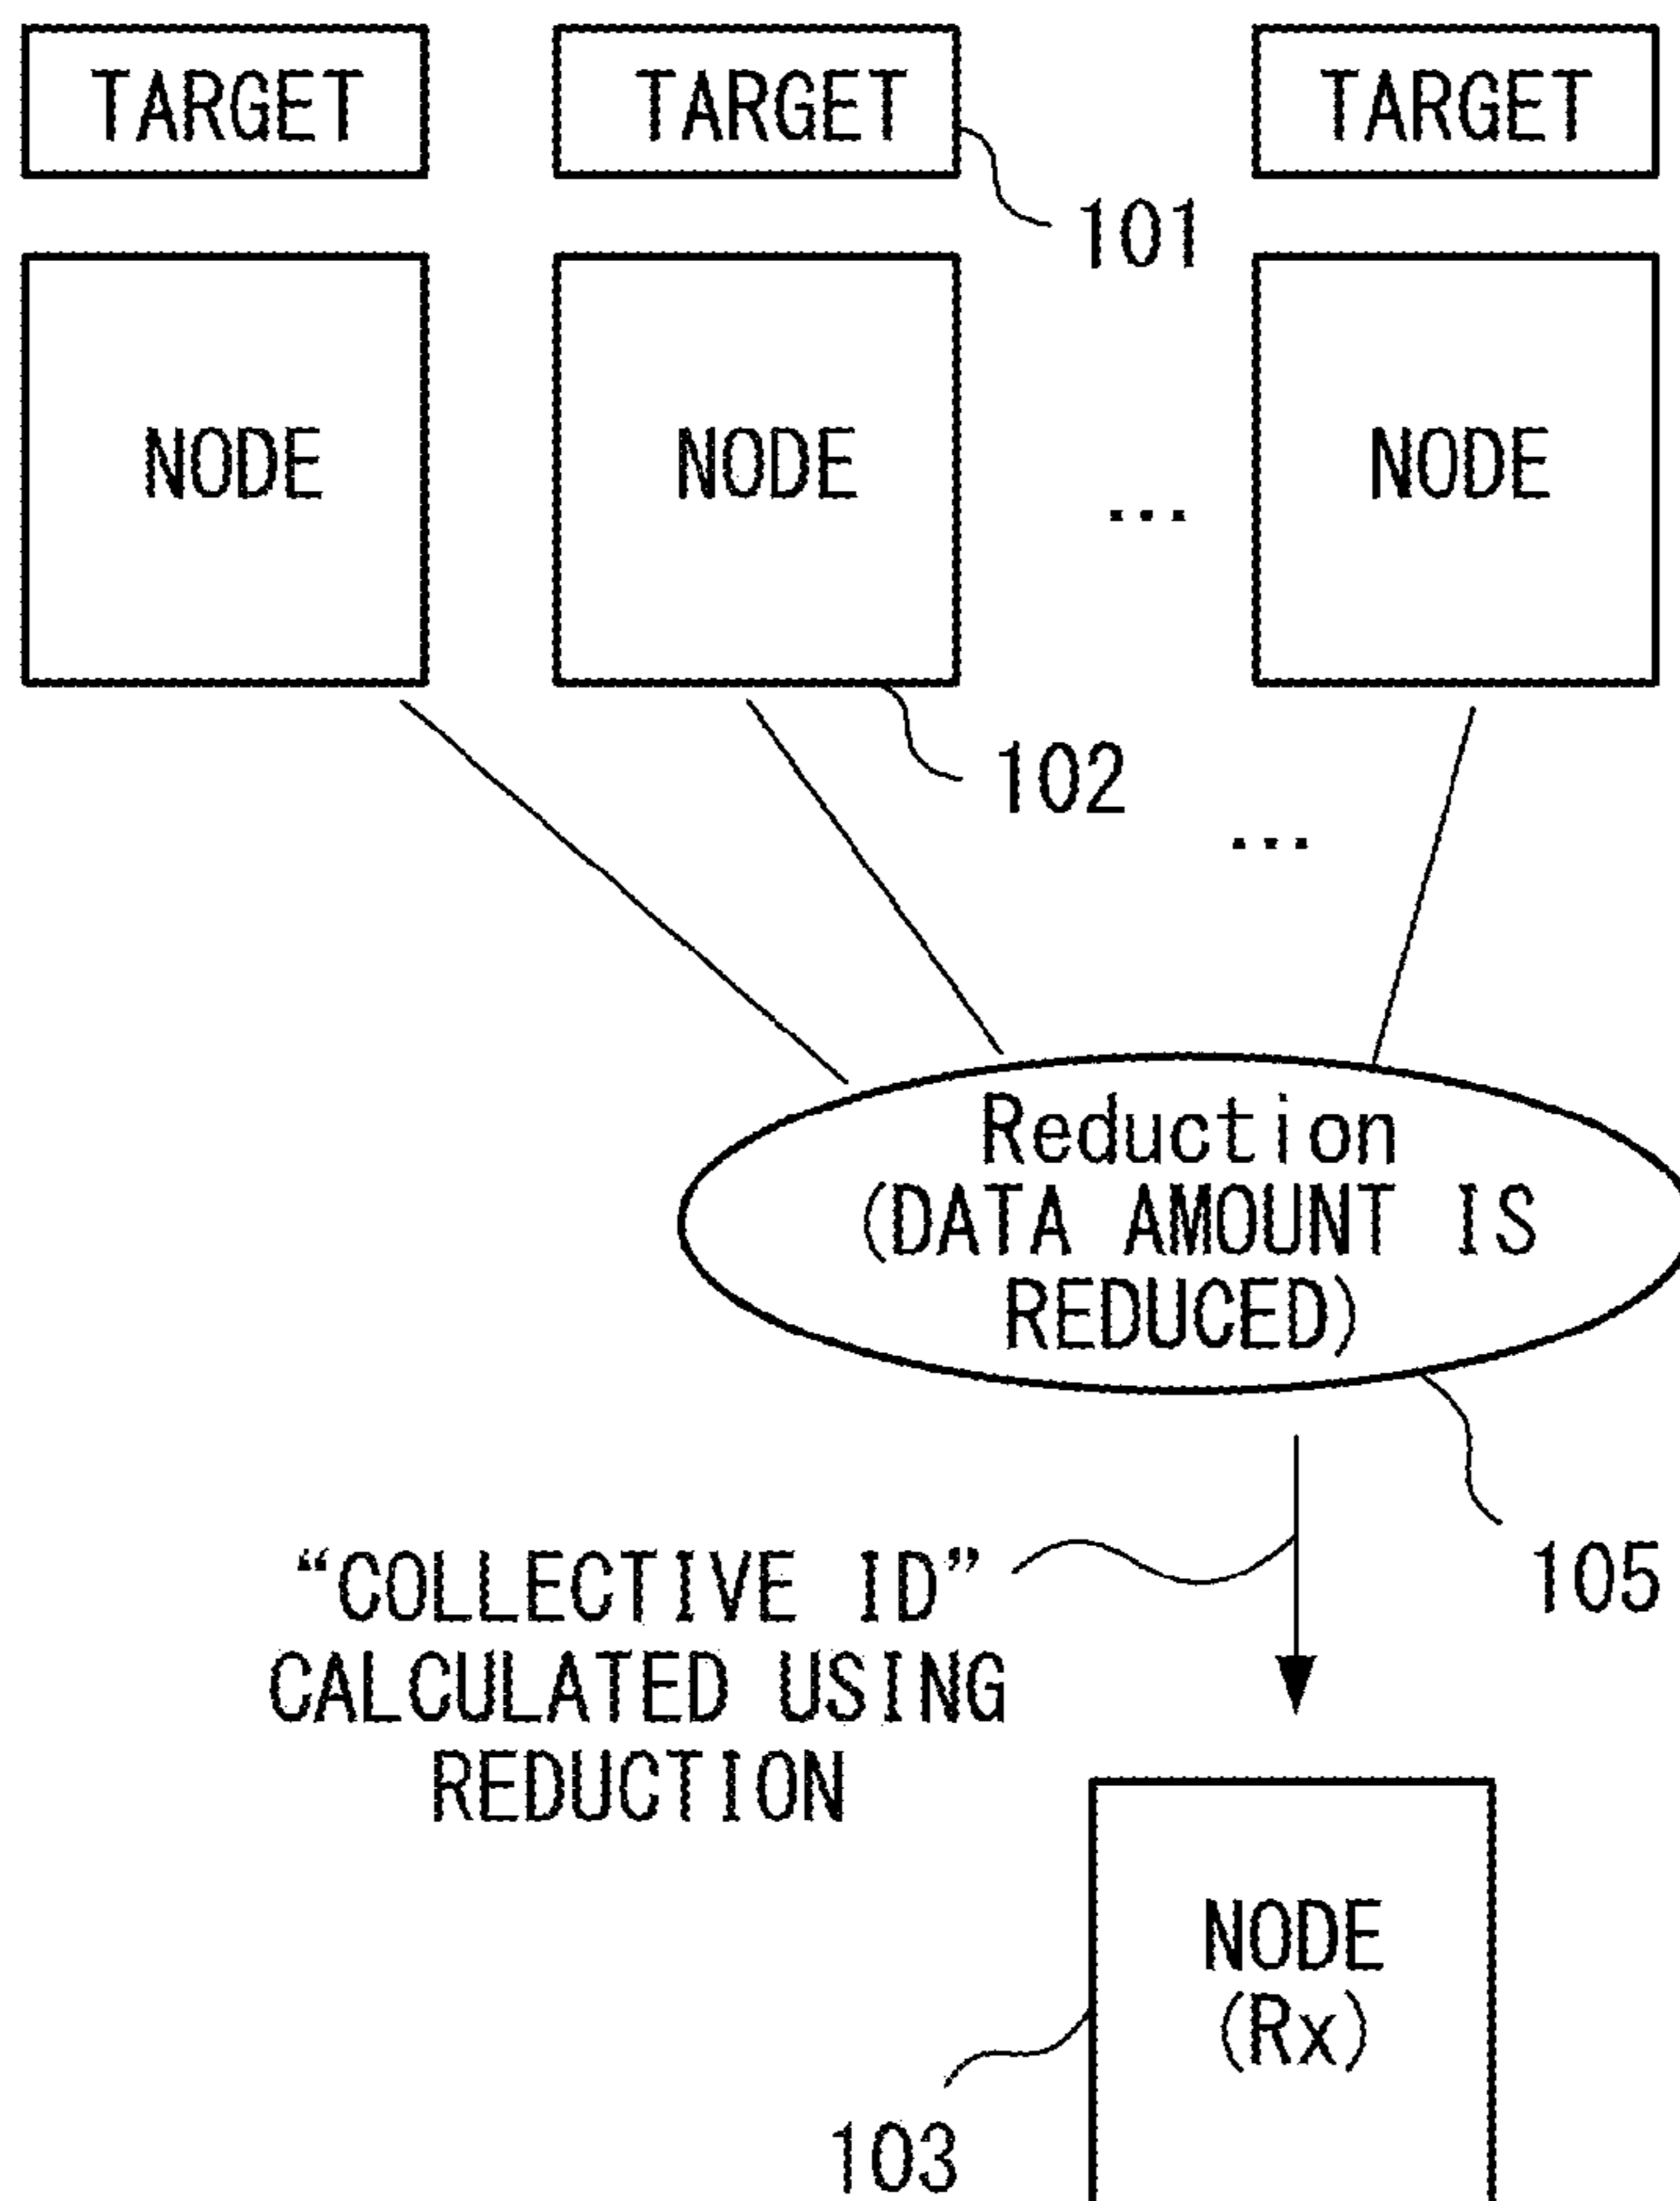 TARGET TARGET TARGET
101
NODE NODE ... NODE
102
...
Reduction
(DATA AMOUNT IS
REDUCED)
105
“COLLECTIVE ID”
CALCULATED USING
REDUCTION
NODE
(Rx)
103